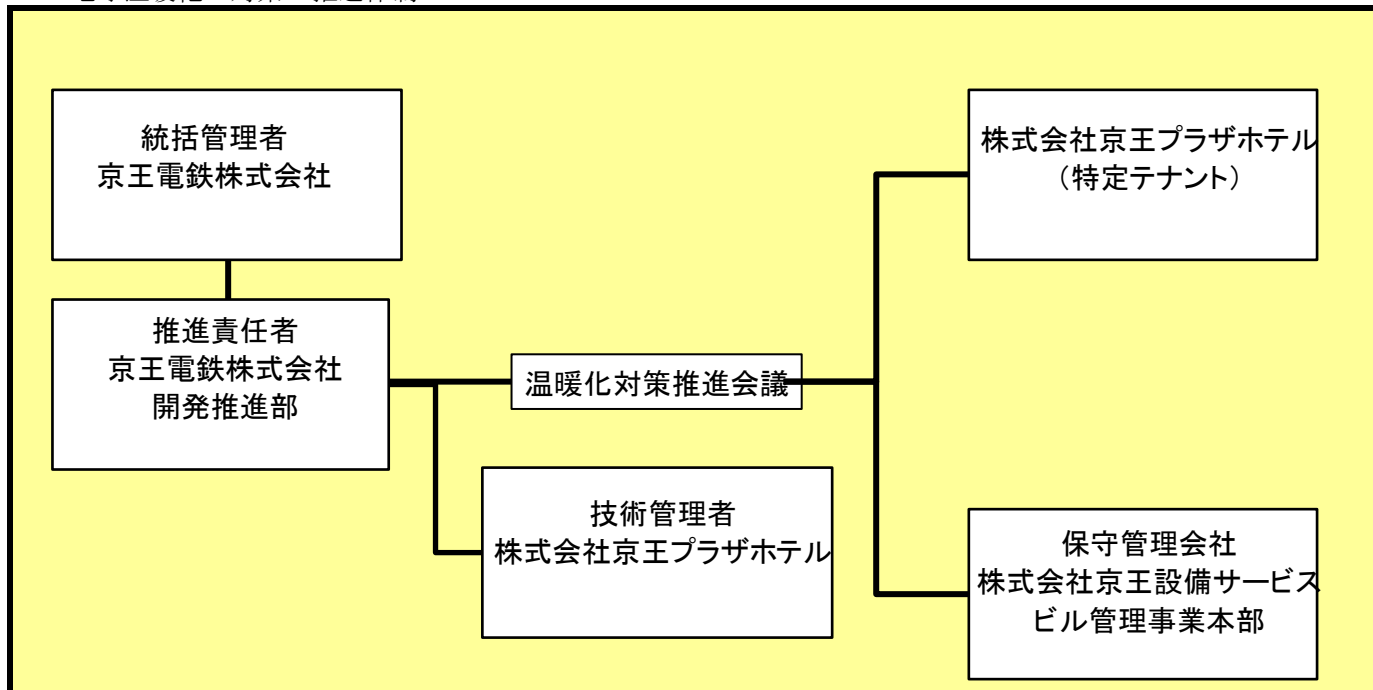 統括管理者
京王電鉄株式会社
推進責任者
京王電鉄株式会社
開発推進部
温暖化対策推進会議
技術管理者
株式会社京王プラザホテル
株式会社京王プラザホテル
（特定テナント）
保守管理会社
株式会社京王設備サービス
ビル管理事業本部